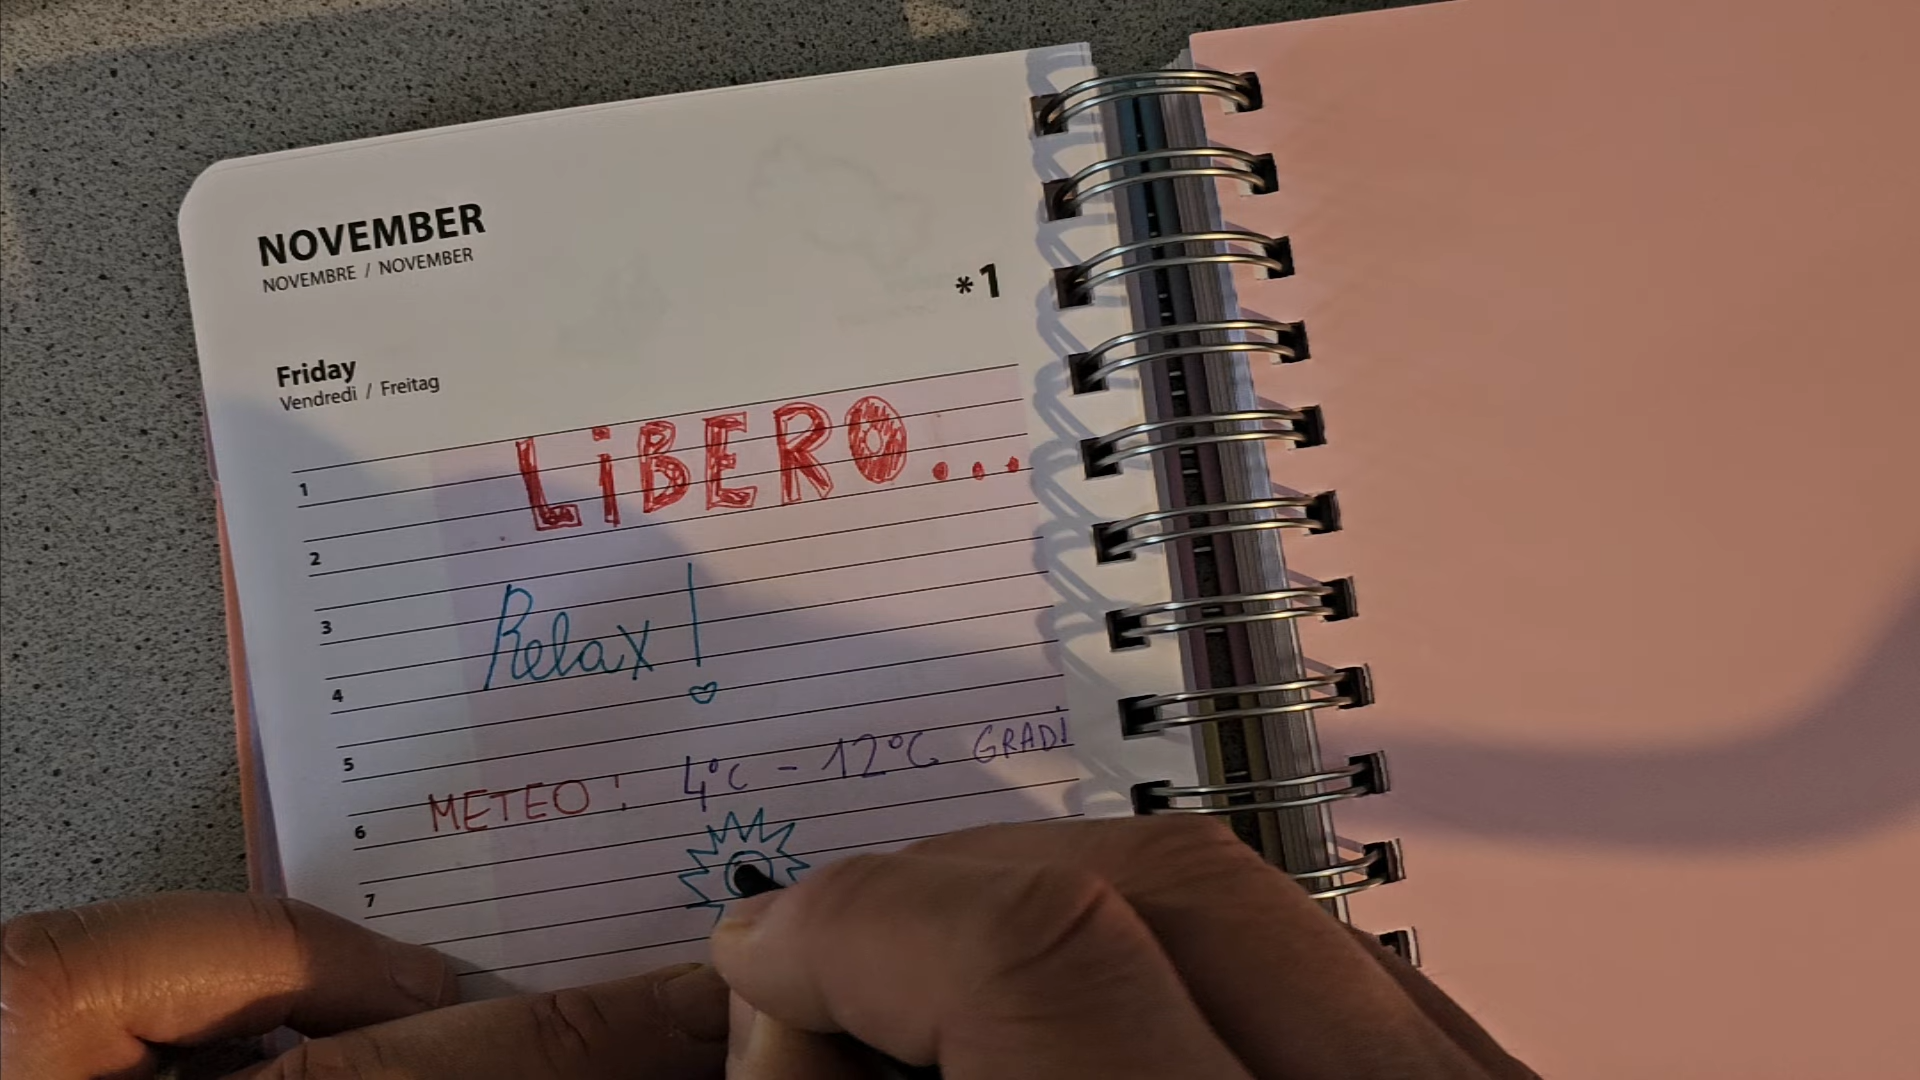 NOVEMBER
NOVEMBRE / NOVEMBER
*1
Friday
Vendredi / Freitag
LiBERO...
1
2
Relax!
3
4
5
METEO: 4°C - 12°C GRADI
6
7